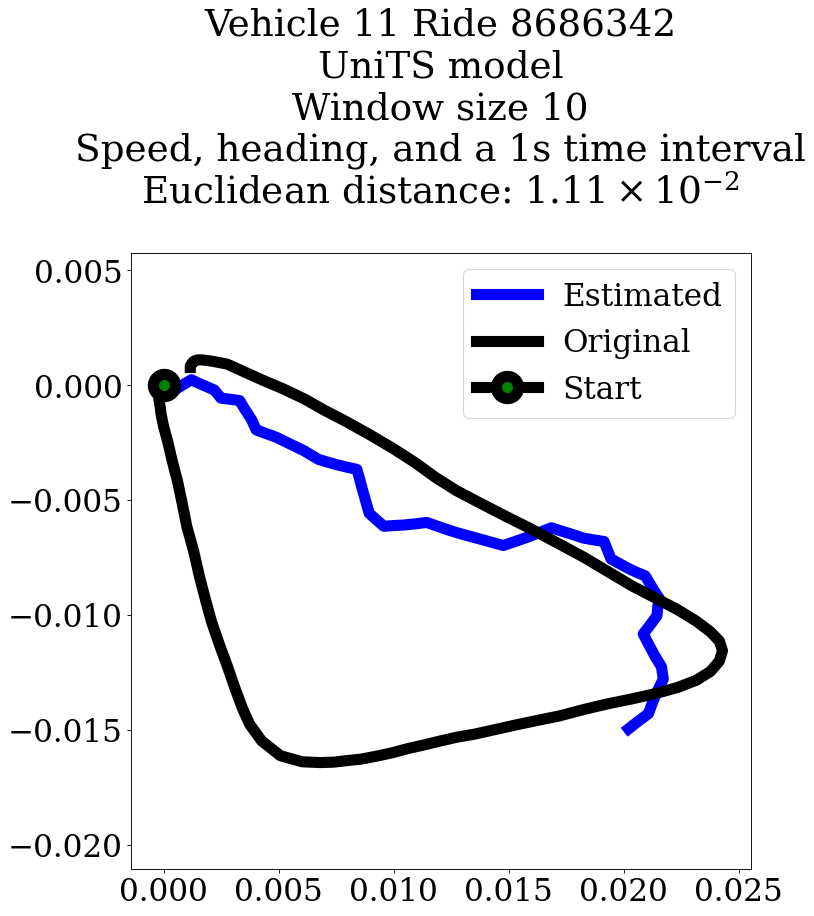 Vehicle 11 Ride 8686342
UniTS model
Window size 10
Speed, heading, and a 1s time interval
Euclidean distance: 1.11 × 10⁻²
0.005
0.000
−0.005
−0.010
−0.015
−0.020
Estimated
Original
Start
0.000 0.005 0.010 0.015 0.020 0.025